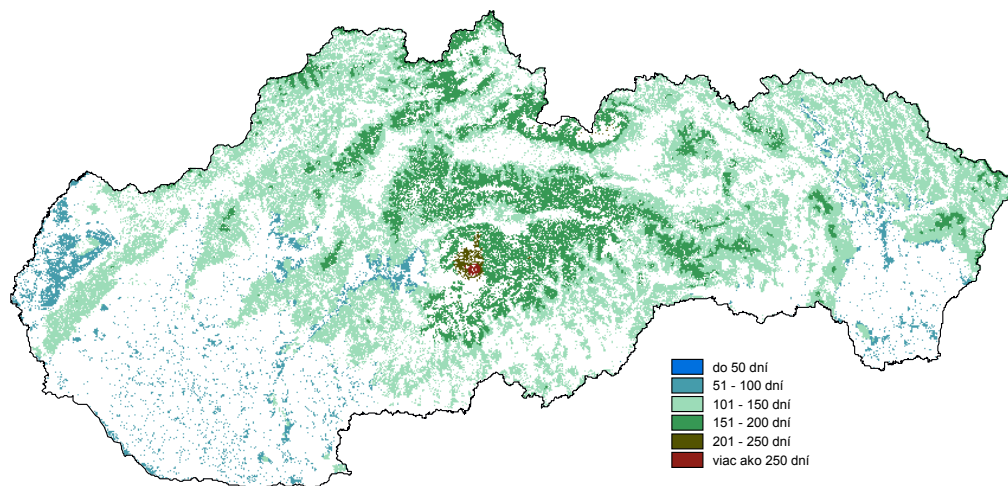 do 50 dní
51 - 100 dní
101 - 150 dní
151 - 200 dní
201 - 250 dní
viac ako 250 dní